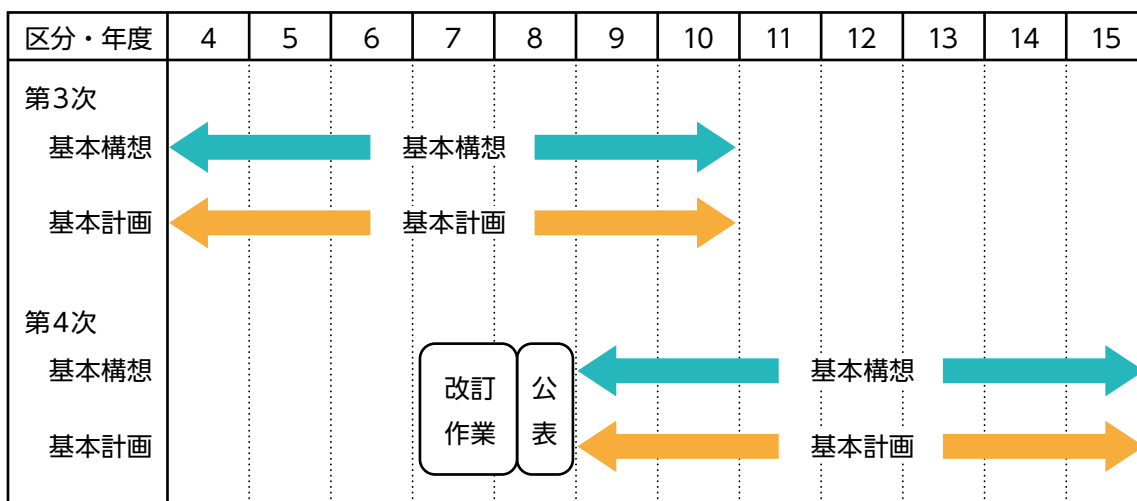 区分・年度 4 5 6 7 8 9 10 11 12 13 14 15
第3次
基本構想 基本構想
基本計画 基本計画
第4次
基本構想 基本構想
基本計画 基本計画
改訂
作業
公
表